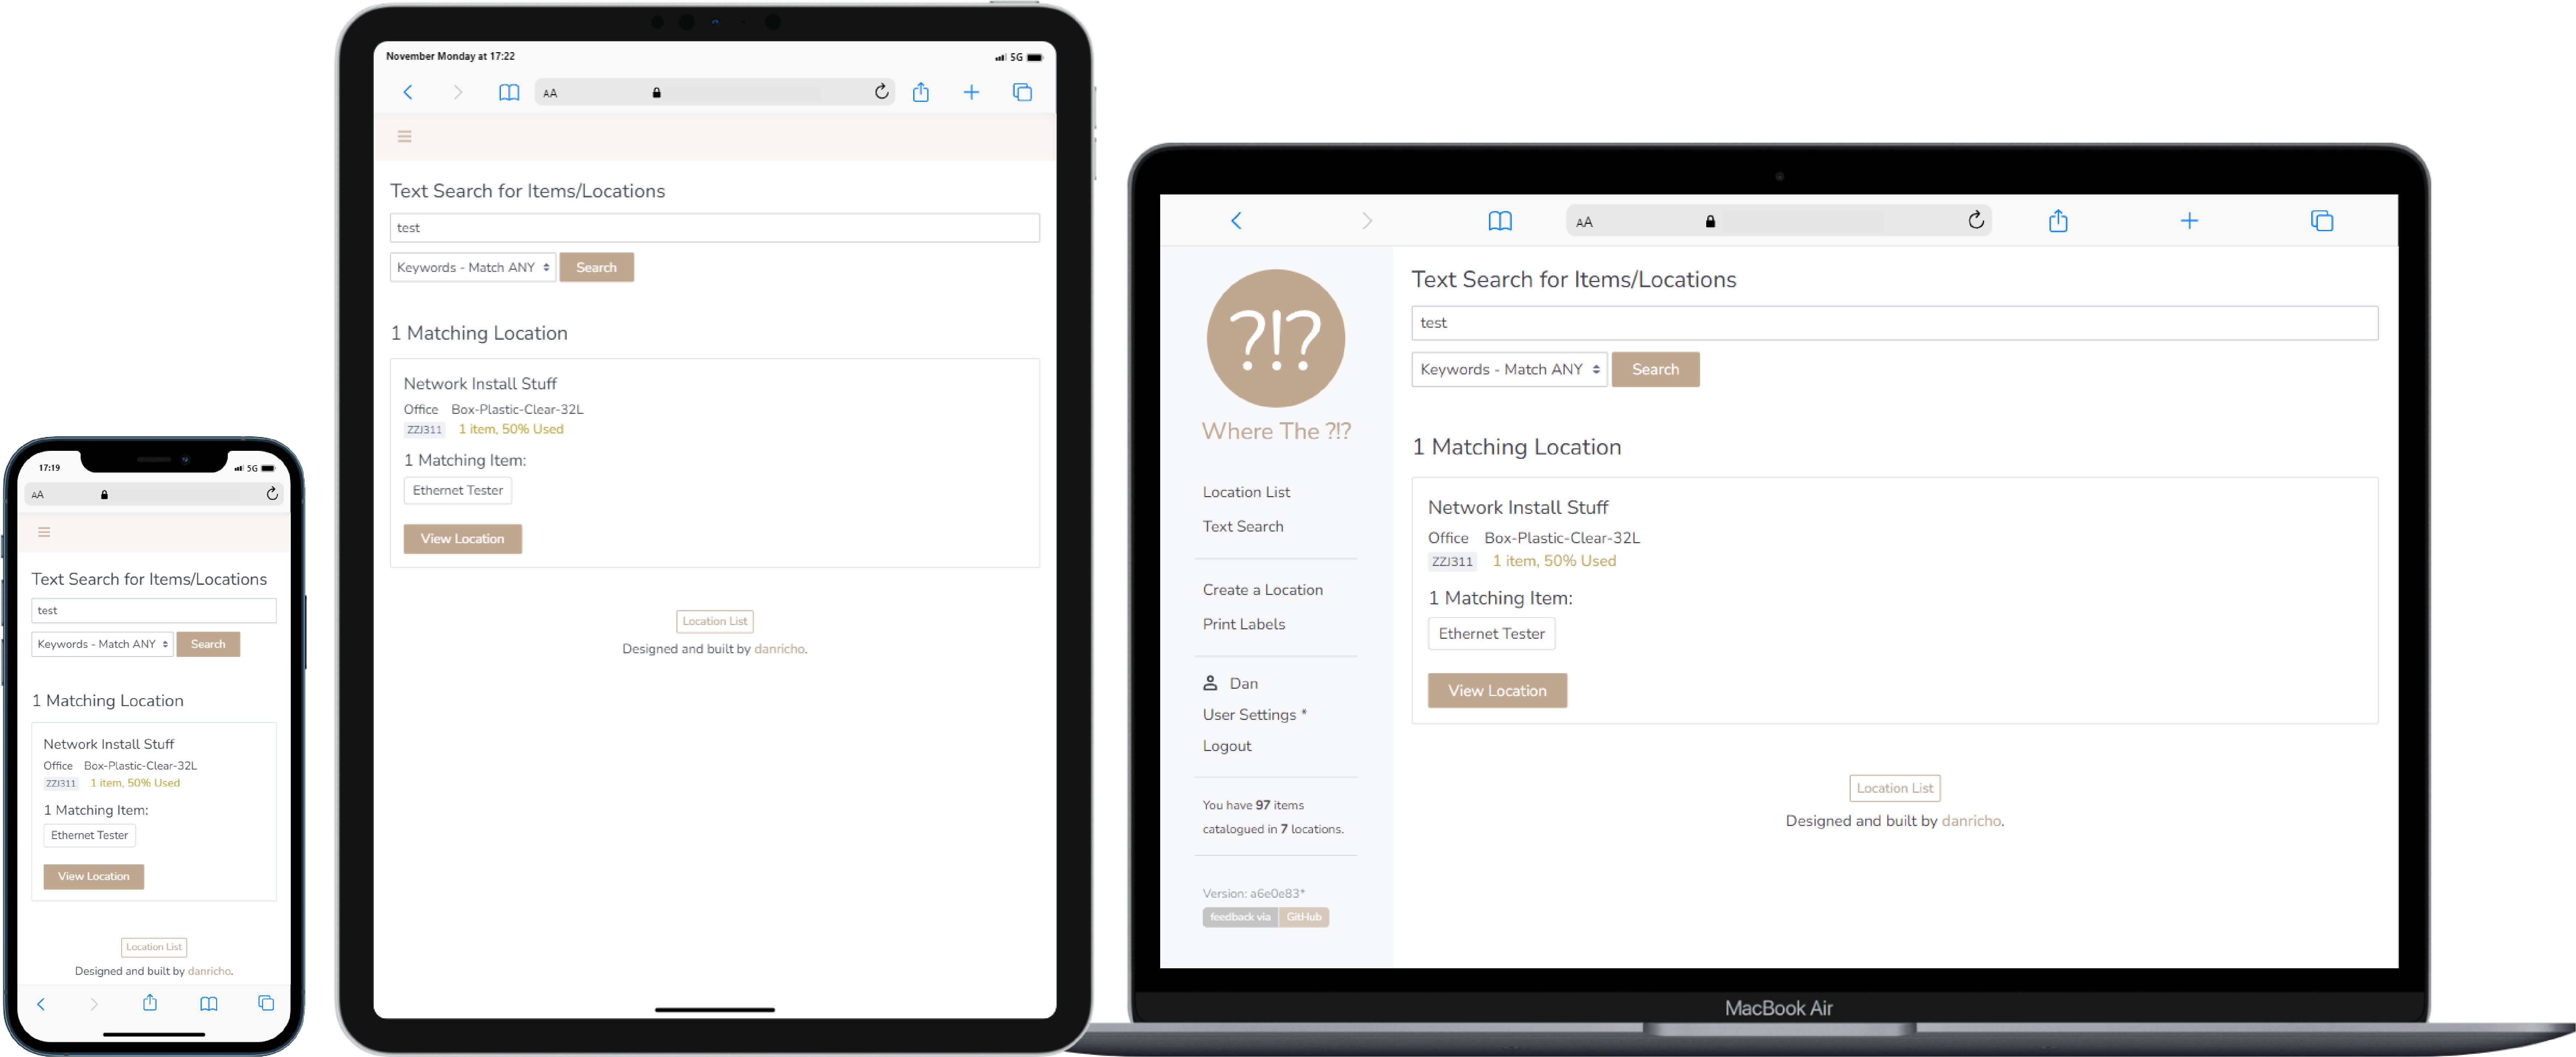 17:19
5G
AA
Text Search for Items/Locations
test
Keywords - Match ANY Search
1 Matching Location
Network Install Stuff
Office Box-Plastic-Clear-32L
ZZJ311 1 item, 50% Used
1 Matching Item:
Ethernet Tester
View Location
Location List
Designed and built by danricho.
November Monday at 17:22 5G
AA
Text Search for Items/Locations
test
Keywords - Match ANY Search
1 Matching Location
Network Install Stuff
Office Box-Plastic-Clear-32L
ZZJ311 1 item, 50% Used
1 Matching Item:
Ethernet Tester
View Location
Location List
Designed and built by danricho.
AA
?!?
Where The ?!?
Location List
Text Search
Create a Location
Print Labels
Dan
User Settings *
Logout
You have 97 items
catalogued in 7 locations.
Version: a6e0e83*
feedback via GitHub
Text Search for Items/Locations
test
Keywords - Match ANY Search
1 Matching Location
Network Install Stuff
Office Box-Plastic-Clear-32L
ZZJ311 1 item, 50% Used
1 Matching Item:
Ethernet Tester
View Location
Location List
Designed and built by danricho.
MacBook Air